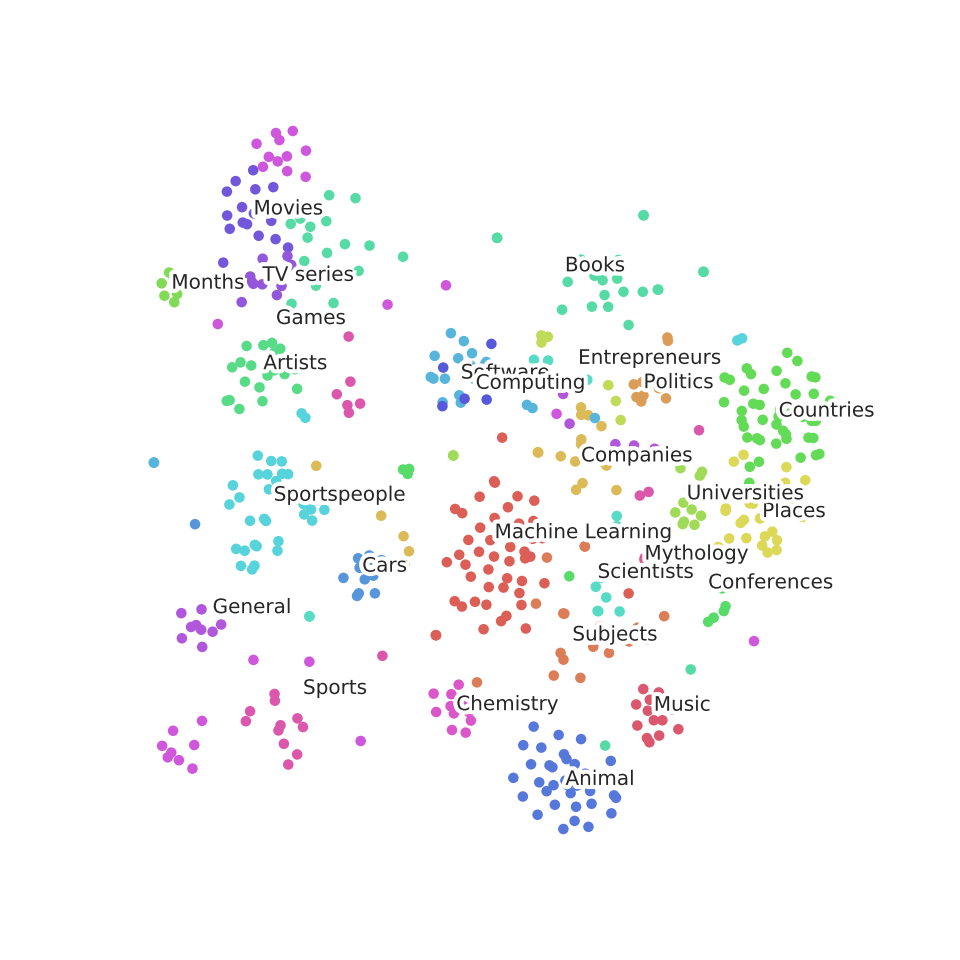 Movies
Books
TV series
Months
Games
Entrepreneurs
Artists
Software
Computing
Politics
Countries
Companies
Sportspeople
Universities
Places
Machine Learning
Mythology
Cars
Scientists
Conferences
General
Subjects
Sports
Chemistry
Music
Animal